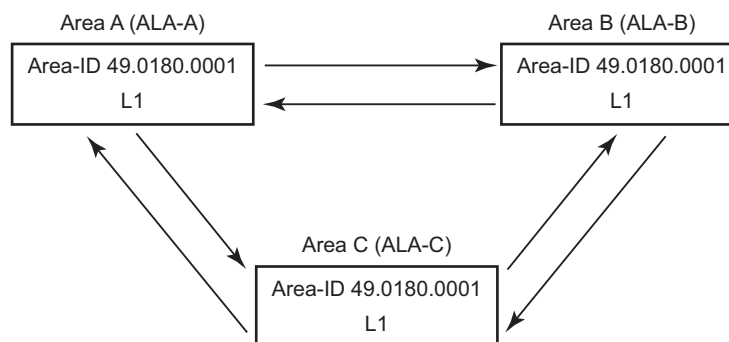 Area A (ALA-A)
Area-ID 49.0180.0001
L1
Area B (ALA-B)
Area-ID 49.0180.0001
L1
Area C (ALA-C)
Area-ID 49.0180.0001
L1